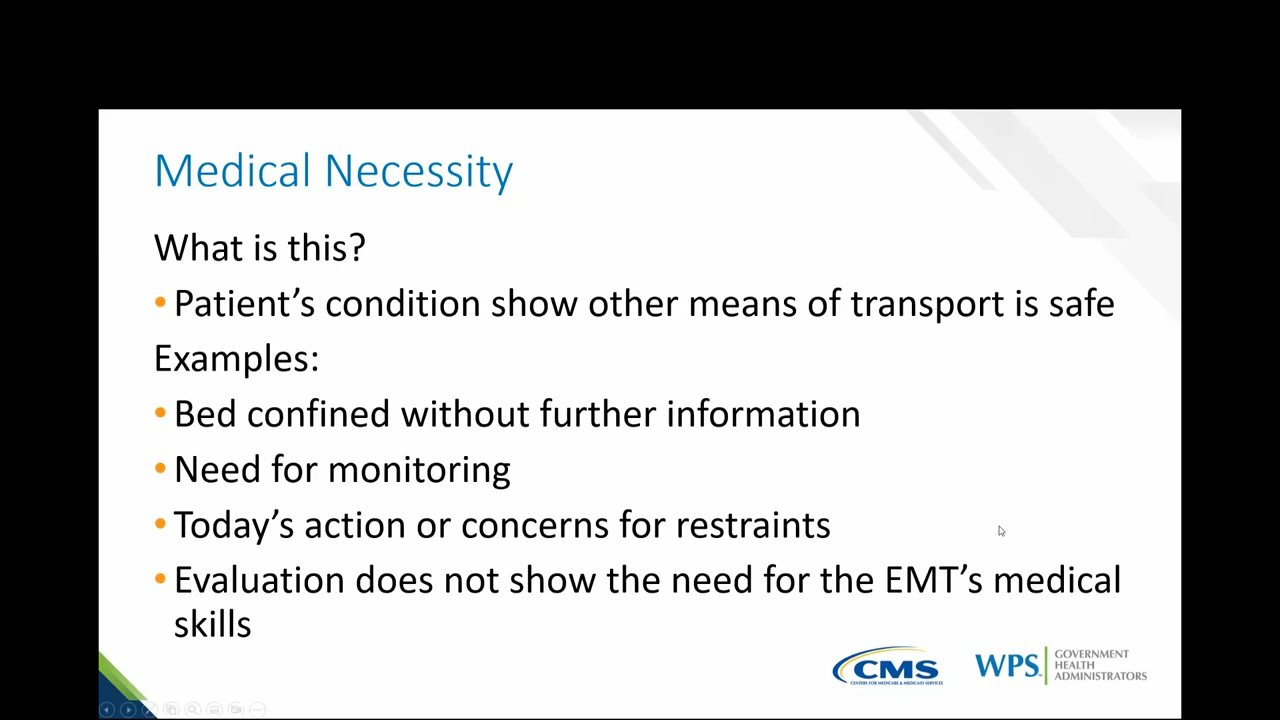 Medical Necessity
What is this?
•Patient's condition show other means of transport is safe
Examples:
•Bed confined without further information
•Need for monitoring
•Today's action or concerns for restraints
•Evaluation does not show the need for the EMT's medical
skills
CMS
CENTERS FOR MEDICARE & MEDICAID SERVICES
WPS
GOVERNMENT
HEALTH
ADMINISTRATORS